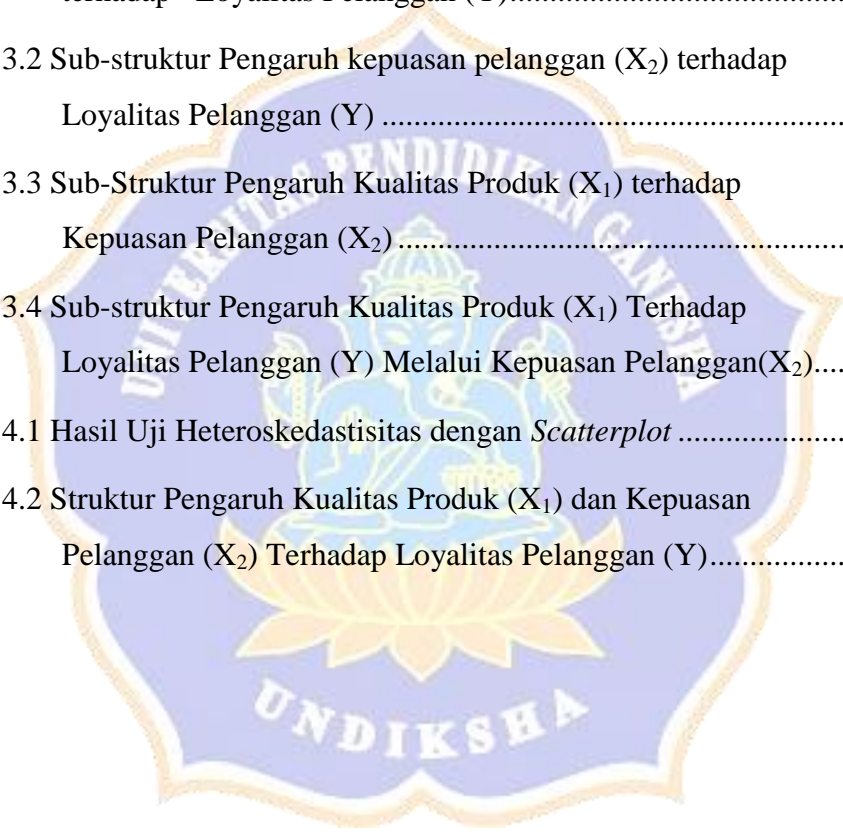 terhadap Loyalitas Pelanggan (Y)..........................................
3.2 Sub-struktur Pengaruh kepuasan pelanggan (X₂) terhadap
Loyalitas Pelanggan (Y) ..........................................................
3.3 Sub-Struktur Pengaruh Kualitas Produk (X₁) terhadap
Kepuasan Pelanggan (X₂) ........................................................
3.4 Sub-struktur Pengaruh Kualitas Produk (X₁) Terhadap
Loyalitas Pelanggan (Y) Melalui Kepuasan Pelanggan(X₂)....
4.1 Hasil Uji Heteroskedastisitas dengan Scatterplot .....................
4.2 Struktur Pengaruh Kualitas Produk (X₁) dan Kepuasan
Pelanggan (X₂) Terhadap Loyalitas Pelanggan (Y).................
UNIVERSITAS PENDIDIKAN GANESHA
UNDIKSHA